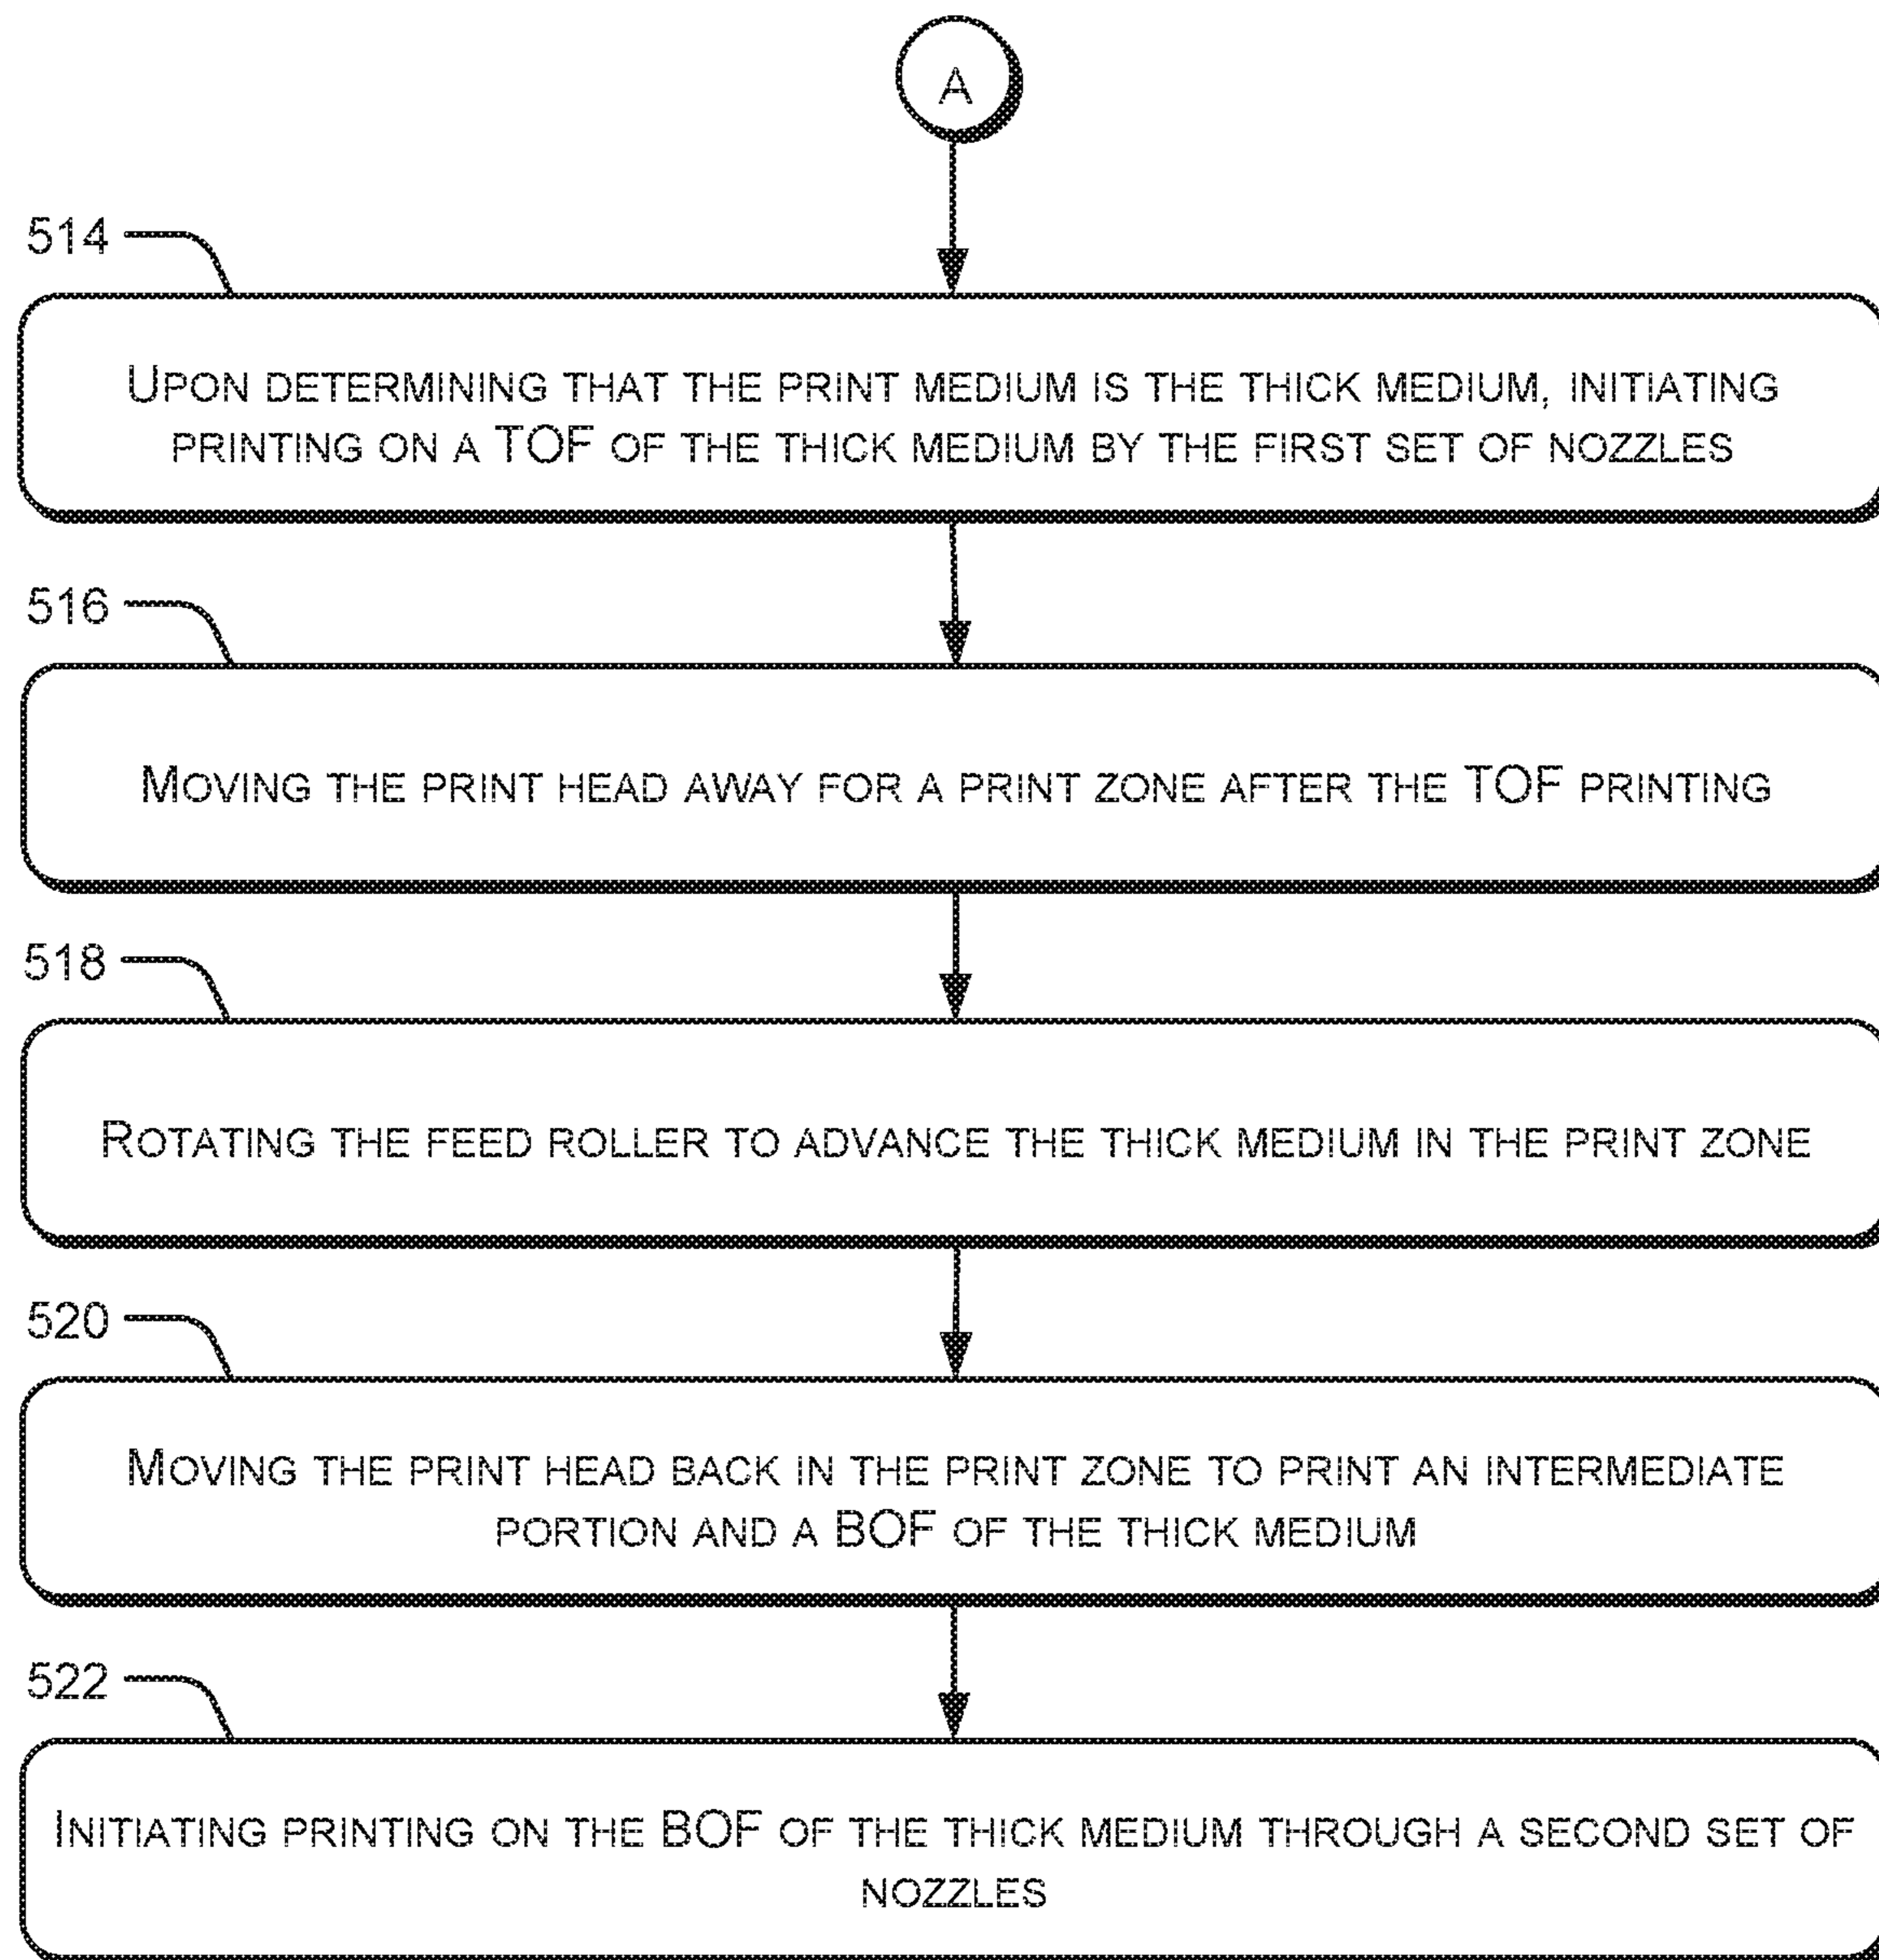 A
514
UPON DETERMINING THAT THE PRINT MEDIUM IS THE THICK MEDIUM, INITIATING
PRINTING ON A TOF OF THE THICK MEDIUM BY THE FIRST SET OF NOZZLES
516
MOVING THE PRINT HEAD AWAY FOR A PRINT ZONE AFTER THE TOF PRINTING
518
ROTATING THE FEED ROLLER TO ADVANCE THE THICK MEDIUM IN THE PRINT ZONE
520
MOVING THE PRINT HEAD BACK IN THE PRINT ZONE TO PRINT AN INTERMEDIATE
PORTION AND A BOF OF THE THICK MEDIUM
522
INITIATING PRINTING ON THE BOF OF THE THICK MEDIUM THROUGH A SECOND SET OF
NOZZLES